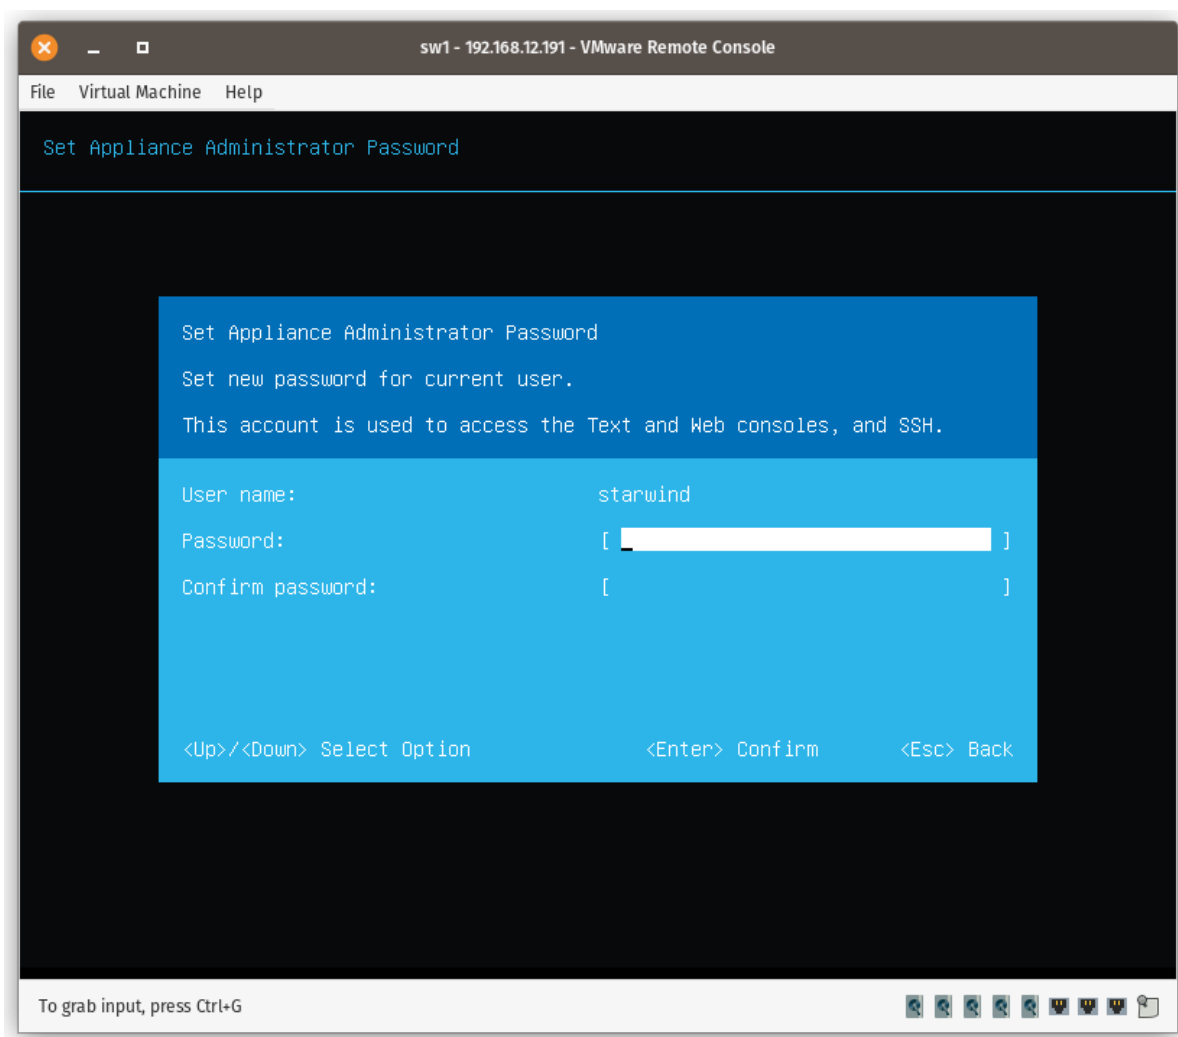 sw1 - 192.168.12.191 - VMware Remote Console
File Virtual Machine Help
Set Appliance Administrator Password
Set Appliance Administrator Password
Set new password for current user.
This account is used to access the Text and Web consoles, and SSH.
User name: starwind
Password: [ _ ]
Confirm password: [ ]
<Up>/<Down> Select Option <Enter> Confirm <Esc> Back
To grab input, press Ctrl+G